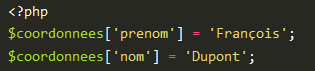 <?php
$coordonnees['prenom'] = 'François';
$coordonnees['nom'] = 'Dupont';